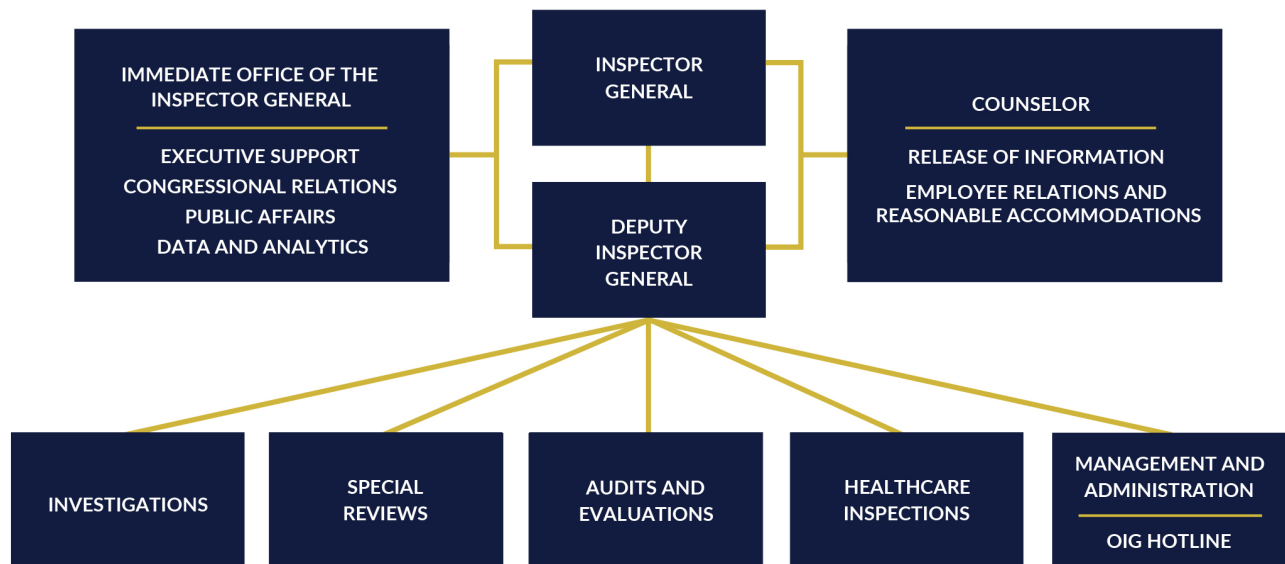 IMMEDIATE OFFICE OF THE
INSPECTOR GENERAL
EXECUTIVE SUPPORT
CONGRESSIONAL RELATIONS
PUBLIC AFFAIRS
DATA AND ANALYTICS
INSPECTOR
GENERAL
DEPUTY
INSPECTOR
GENERAL
COUNSELOR
RELEASE OF INFORMATION
EMPLOYEE RELATIONS AND
REASONABLE ACCOMMODATIONS
INVESTIGATIONS
SPECIAL
REVIEWS
AUDITS AND
EVALUATIONS
HEALTHCARE
INSPECTIONS
MANAGEMENT AND
ADMINISTRATION
OIG HOTLINE